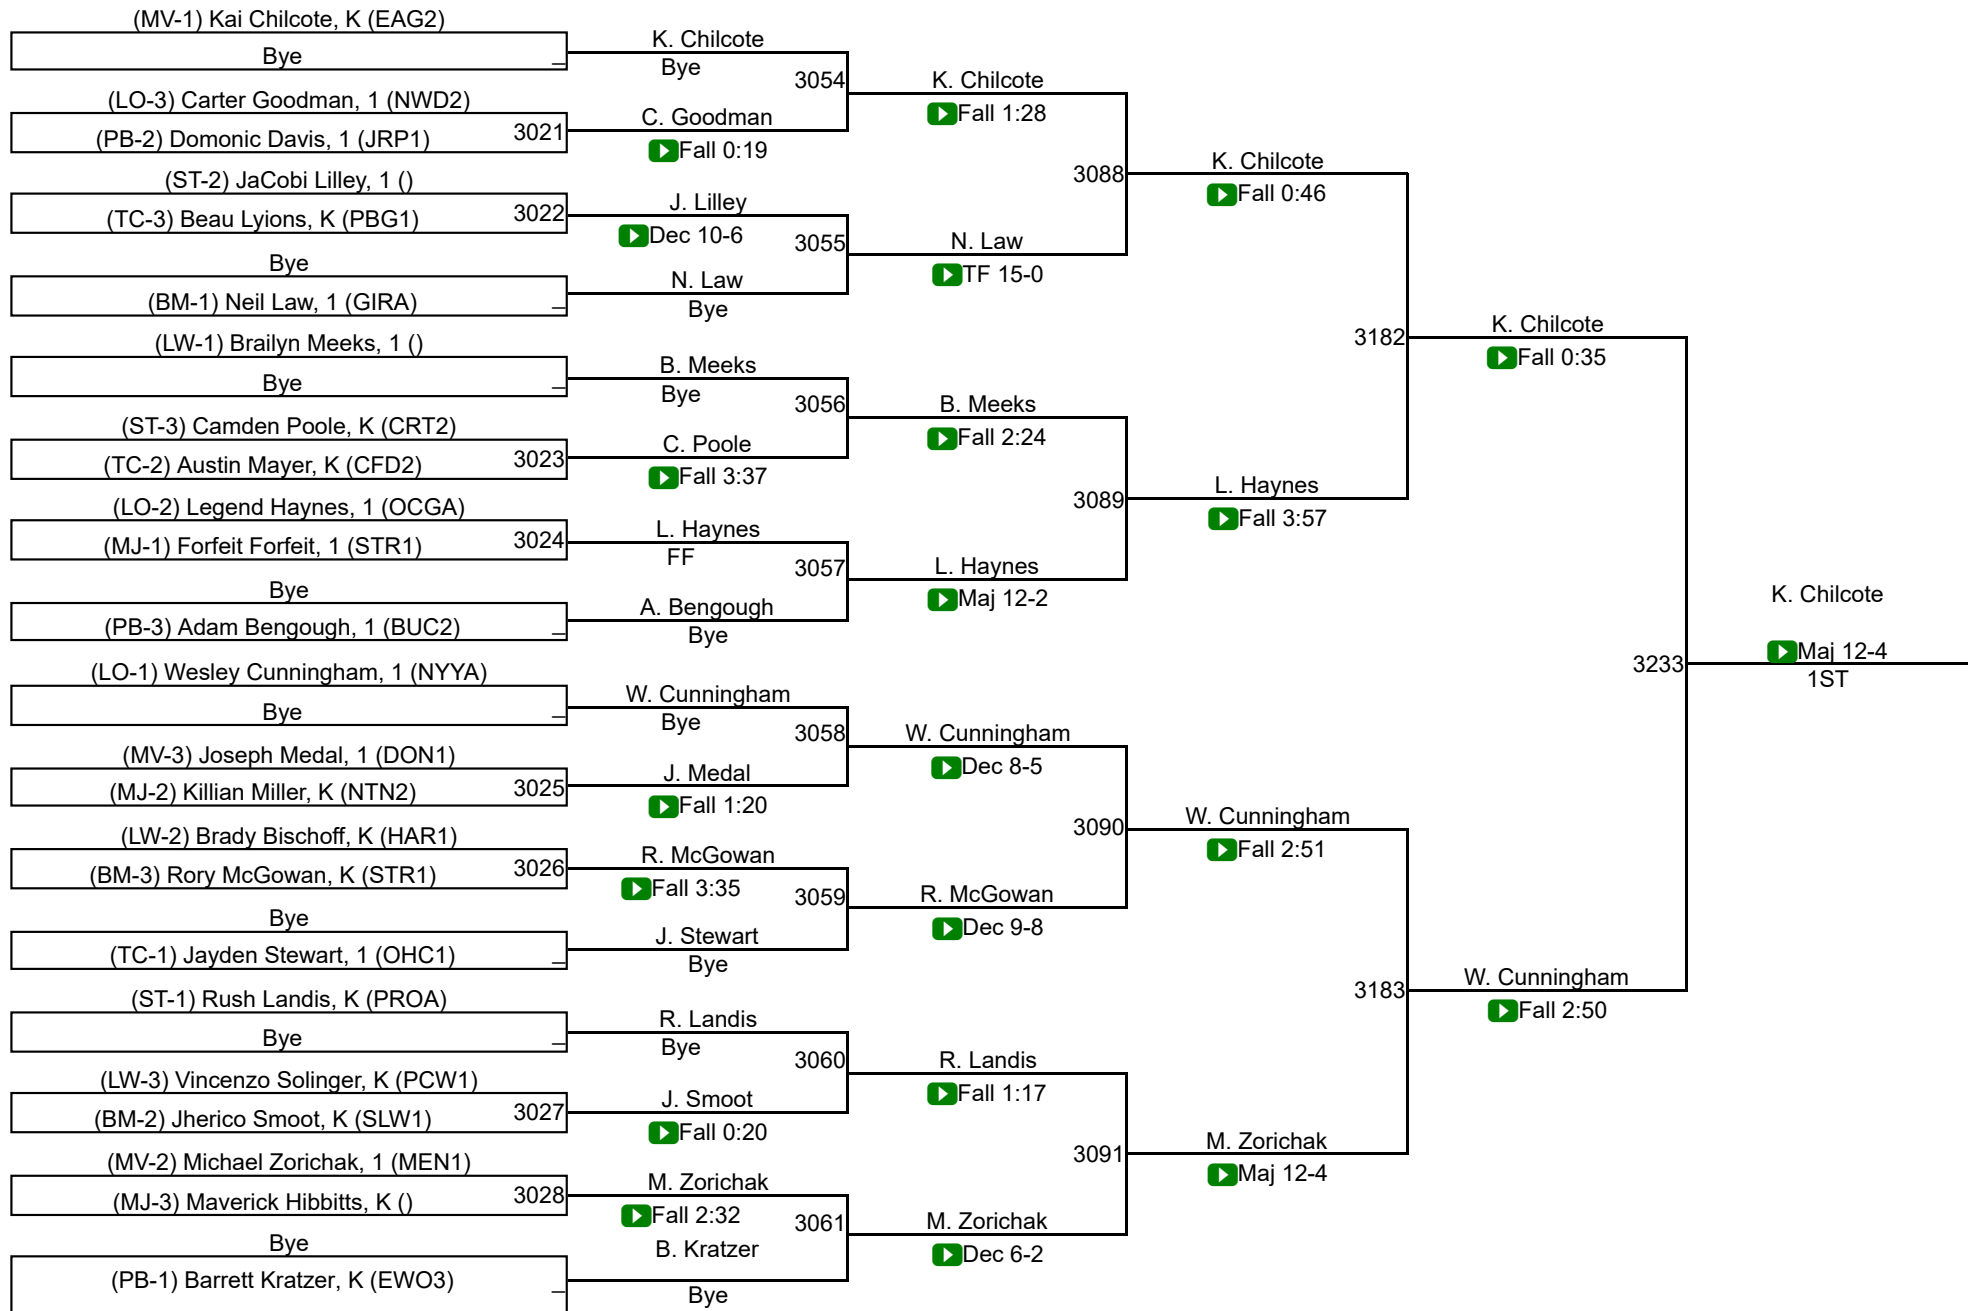 (MV-1) Kai Chilcote, K (EAG2)
Bye
(LO-3) Carter Goodman, 1 (NWD2)
(PB-2) Domonic Davis, 1 (JRP1)
3021
(ST-2) JaCobi Lilley, 1 ()
(TC-3) Beau Lyions, K (PBG1)
3022
Bye
(BM-1) Neil Law, 1 (GIRA)
(LW-1) Brailyn Meeks, 1 ()
Bye
(ST-3) Camden Poole, K (CRT2)
(TC-2) Austin Mayer, K (CFD2)
3023
(LO-2) Legend Haynes, 1 (OCGA)
(MJ-1) Forfeit Forfeit, 1 (STR1)
3024
Bye
(PB-3) Adam Bengough, 1 (BUC2)
(LO-1) Wesley Cunningham, 1 (NYYA)
Bye
(MV-3) Joseph Medal, 1 (DON1)
(MJ-2) Killian Miller, K (NTN2)
3025
(LW-2) Brady Bischoff, K (HAR1)
(BM-3) Rory McGowan, K (STR1)
3026
Bye
(TC-1) Jayden Stewart, 1 (OHC1)
(ST-1) Rush Landis, K (PROA)
Bye
(LW-3) Vincenzo Solinger, K (PCW1)
(BM-2) Jherico Smoot, K (SLW1)
3027
(MV-2) Michael Zorichak, 1 (MEN1)
(MJ-3) Maverick Hibbitts, K ()
3028
Bye
(PB-1) Barrett Kratzer, K (EWO3)
K. Chilcote
Bye
3054
C. Goodman
Fall 0:19
J. Lilley
Dec 10-6
3055
N. Law
Bye
B. Meeks
Bye
3056
C. Poole
Fall 3:37
L. Haynes
FF
3057
A. Bengough
Bye
W. Cunningham
Bye
3058
J. Medal
Fall 1:20
R. McGowan
Fall 3:35
3059
J. Stewart
Bye
R. Landis
Bye
3060
J. Smoot
Fall 0:20
M. Zorichak
Fall 2:32
3061
B. Kratzer
Bye
K. Chilcote
Fall 1:28
3088
N. Law
TF 15-0
B. Meeks
Fall 2:24
3089
L. Haynes
Maj 12-2
W. Cunningham
Dec 8-5
3090
R. McGowan
Dec 9-8
R. Landis
Fall 1:17
3091
M. Zorichak
Dec 6-2
K. Chilcote
Fall 0:46
3182
L. Haynes
Fall 3:57
W. Cunningham
Fall 2:51
3183
M. Zorichak
Maj 12-4
K. Chilcote
Fall 0:35
3233
W. Cunningham
Fall 2:50
K. Chilcote
Maj 12-4
1ST